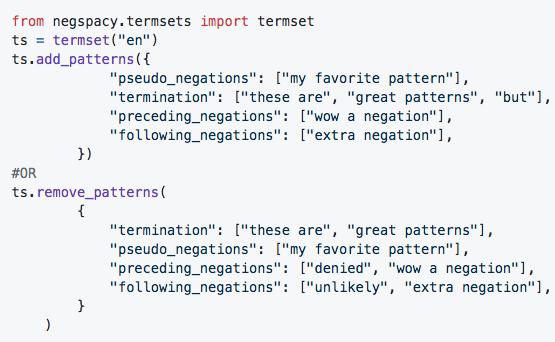 from negspacy.termsets import termset
ts = termset("en")
ts.add_patterns({
            "pseudo_negations": ["my favorite pattern"],
            "termination": ["these are", "great patterns", "but"],
            "preceding_negations": ["wow a negation"],
            "following_negations": ["extra negation"],
        })
#OR
ts.remove_patterns(
        {
            "termination": ["these are", "great patterns"],
            "pseudo_negations": ["my favorite pattern"],
            "preceding_negations": ["denied", "wow a negation"],
            "following_negations": ["unlikely", "extra negation"],
        }
    )